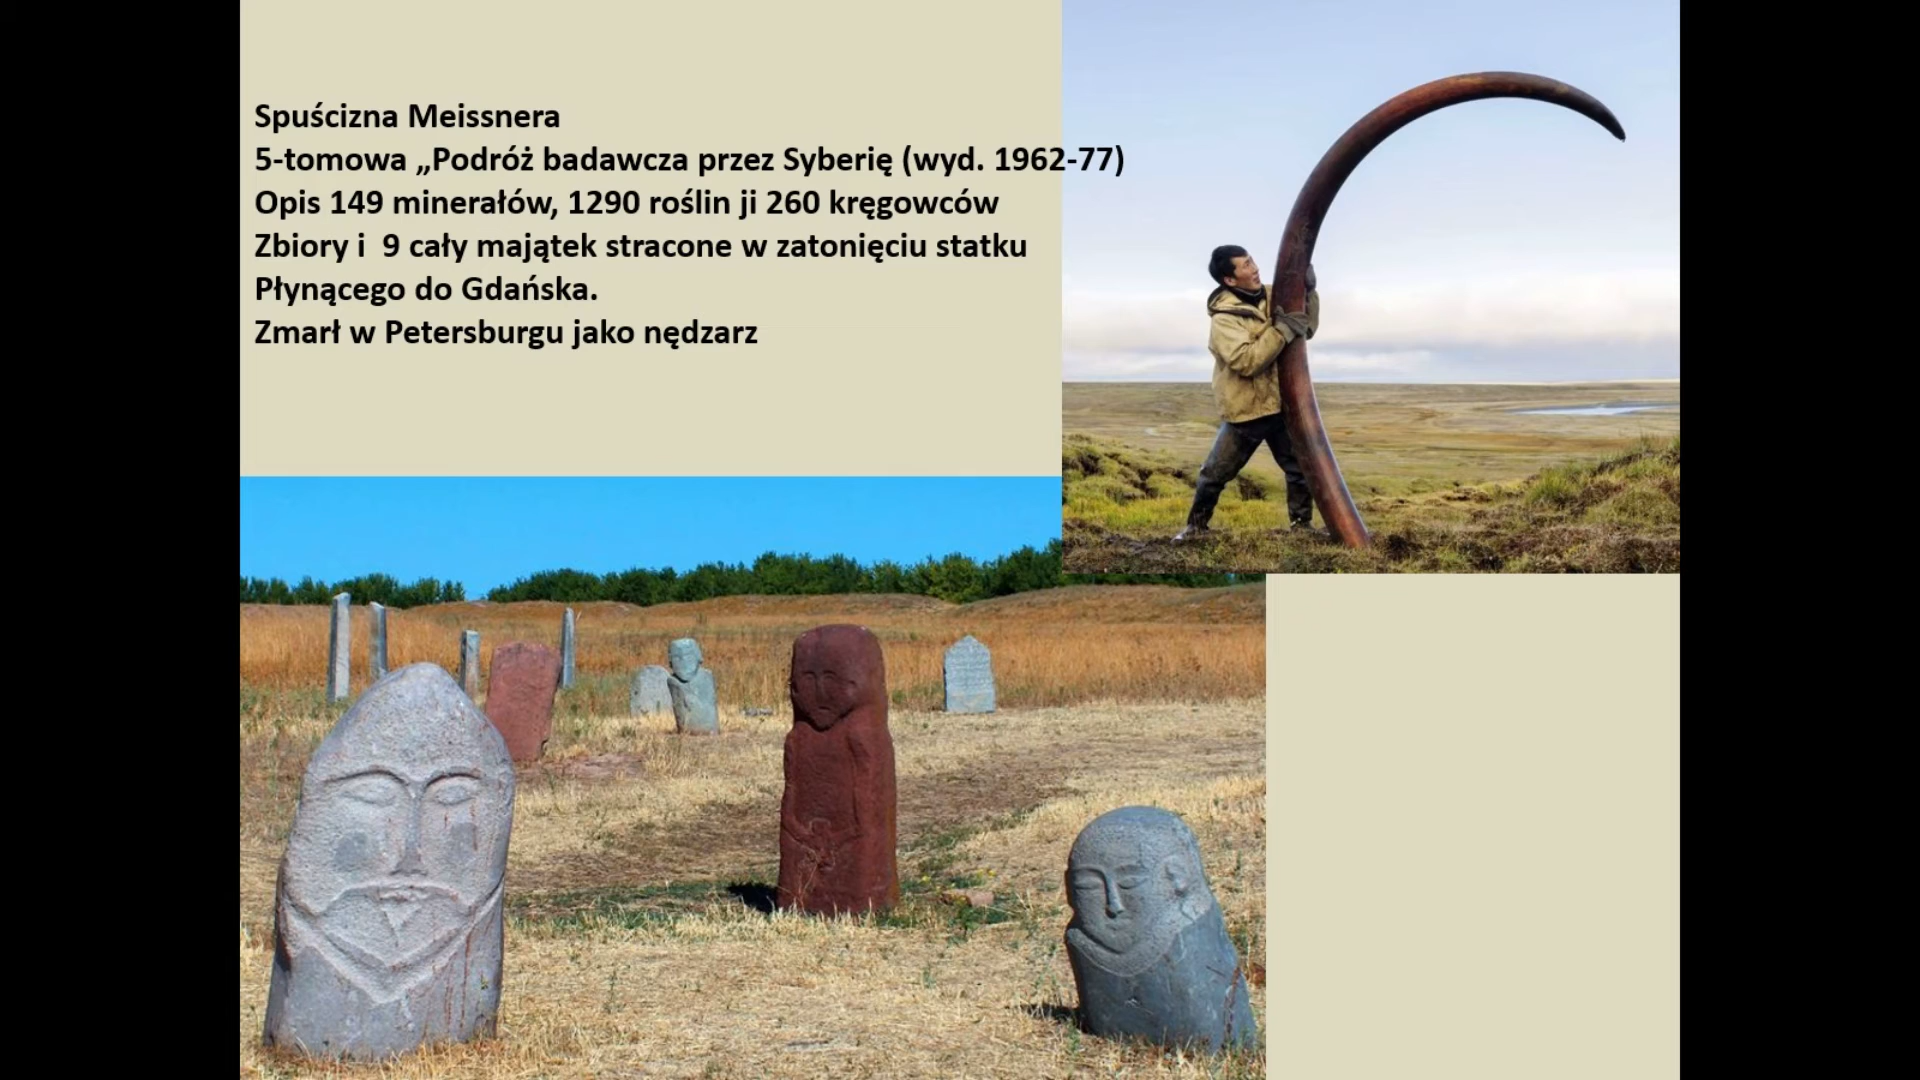 Spuścizna Meissnera
5-tomowa „Podróż badawcza przez Syberię (wyd. 1962-77)
Opis 149 minerałów, 1290 roślin ji 260 kręgowców
Zbiory i  9 cały majątek stracone w zatonięciu statku
Płynącego do Gdańska.
Zmarł w Petersburgu jako nędzarz